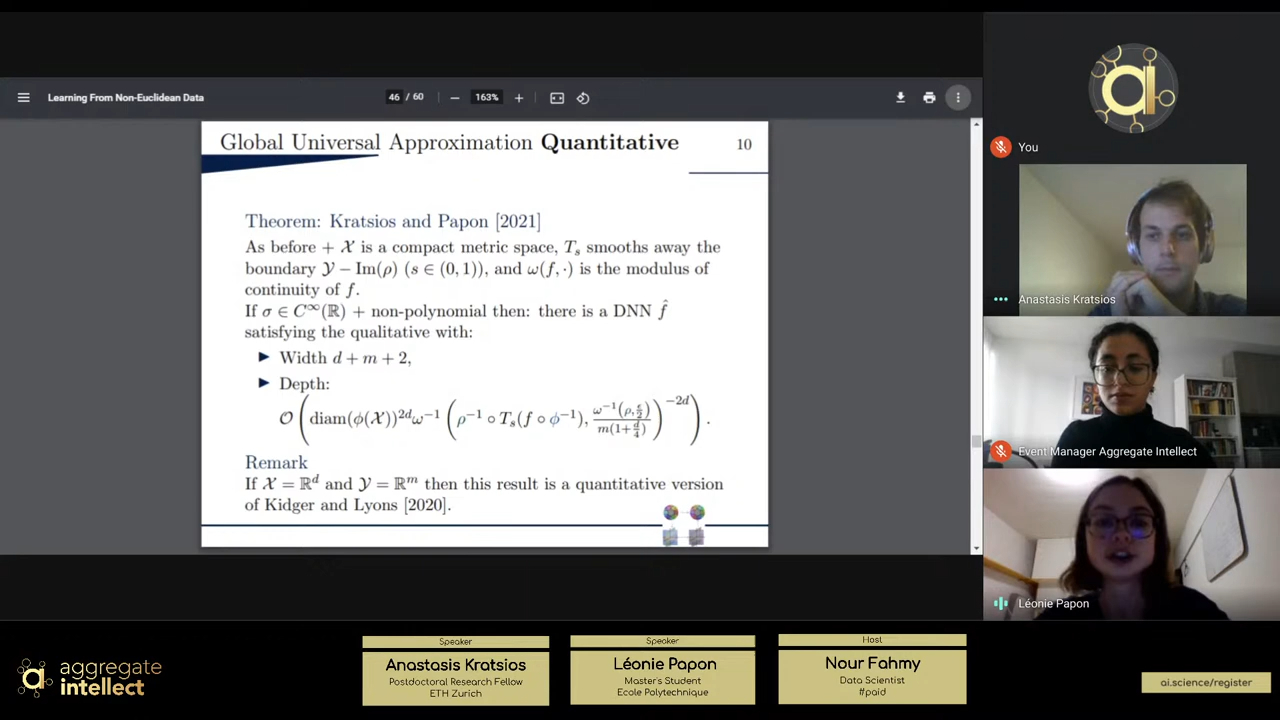 Learning From Non-Euclidean Data
46 / 60
163%
Global Universal Approximation Quantitative
10
Theorem: Kratsios and Papon [2021]
As before + 𝒳 is a compact metric space, T_s smooths away the
boundary 𝒴 − Im(ρ) (s ∈ (0, 1)), and ω(f, ·) is the modulus of
continuity of f.
If σ ∈ C^∞(ℝ) + non-polynomial then: there is a DNN f̂
satisfying the qualitative with:
► Width d + m + 2,
► Depth:
𝒪 ( diam(ϕ(𝒳))^{2d} ω^{−1} ( ρ^{−1} ∘ T_s(f ∘ ϕ^{−1}), \frac{ω^{−1}(ρ, \frac{ε}{2})}{m(1+\frac{d}{4})} )^{−2d} ) .
Remark
If 𝒳 = ℝ^d and 𝒴 = ℝ^m then this result is a quantitative version
of Kidger and Lyons [2020].
aı
You
Anastasis Kratsios
Event Manager Aggregate Intellect
Léonie Papon
aggregate
intellect
Speaker
Anastasis Kratsios
Postdoctoral Research Fellow
ETH Zurich
Speaker
Léonie Papon
Master's Student
Ecole Polytechnique
Host
Nour Fahmy
Data Scientist
#paid
ai.science/register